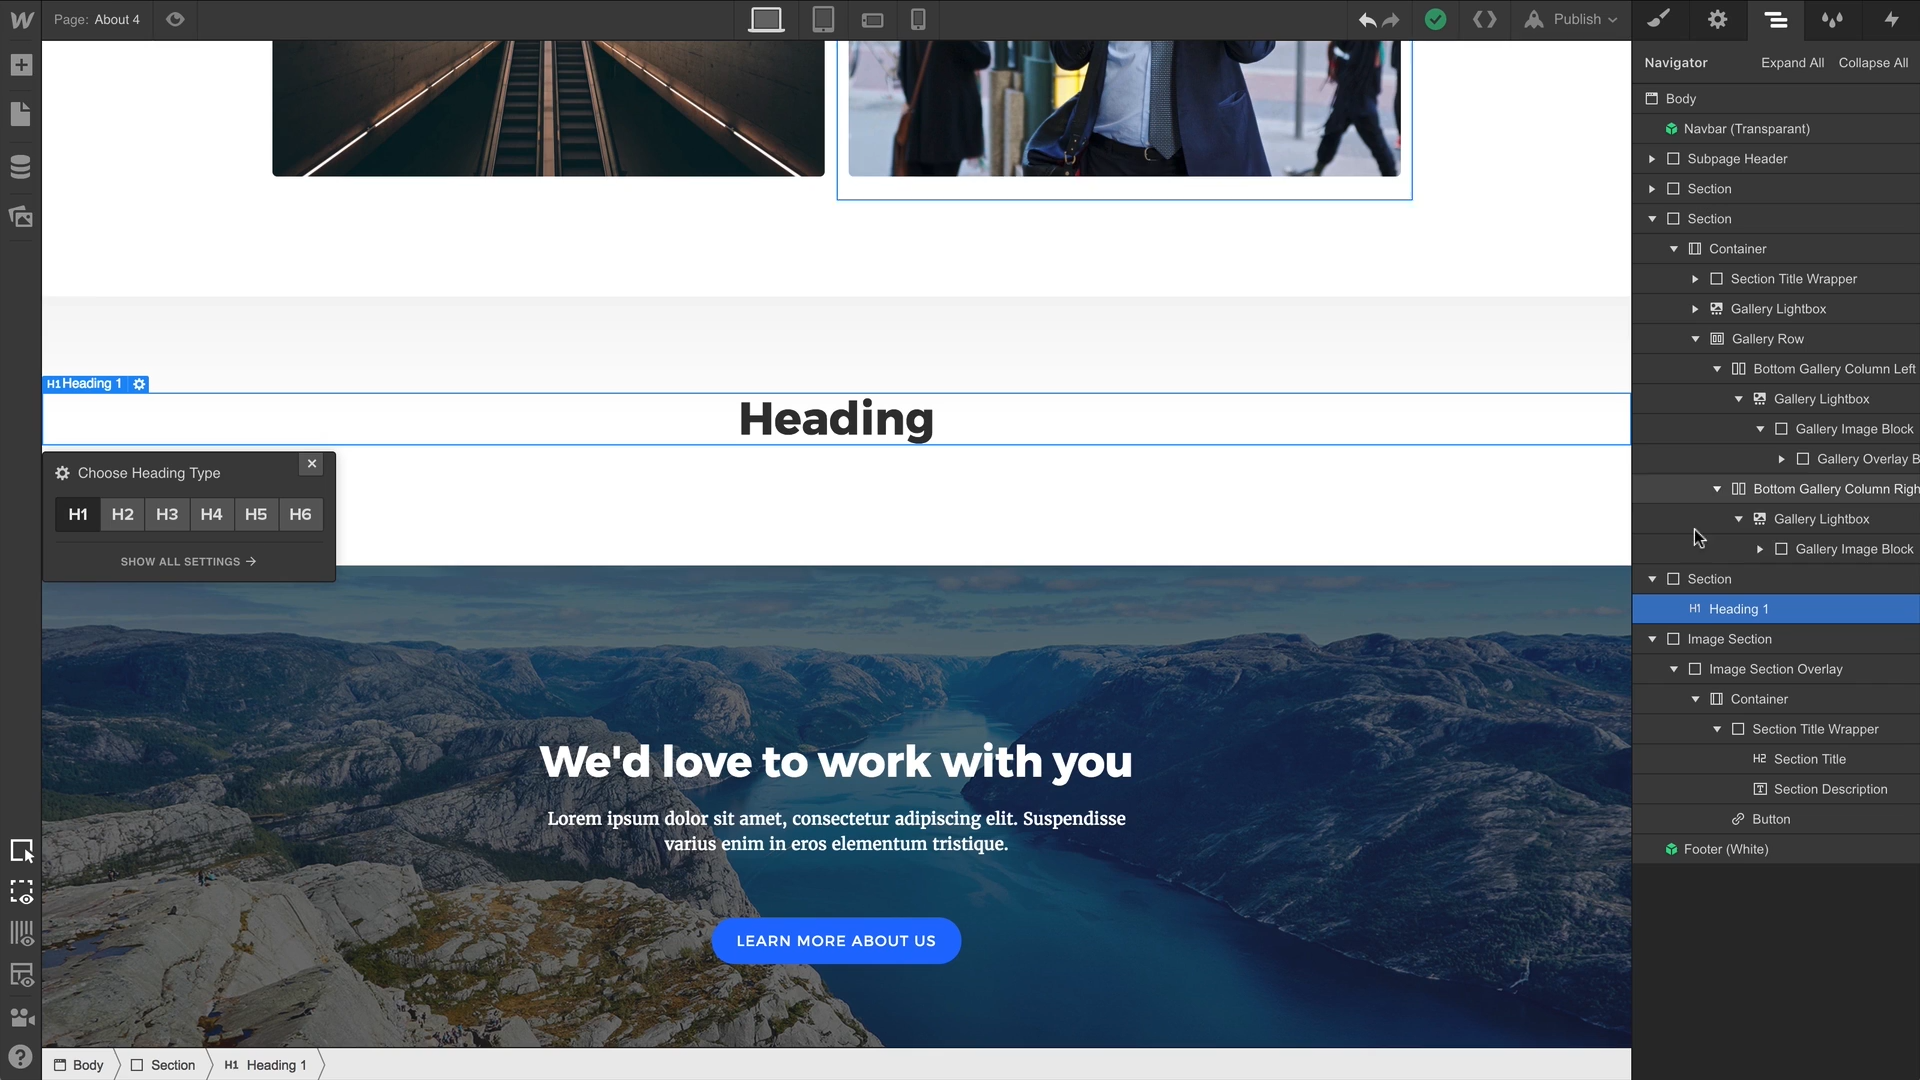 Page: About 4
Publish
Navigator
Expand All
Collapse All
Body
Navbar (Transparant)
Subpage Header
Section
Section
Container
Section Title Wrapper
Gallery Lightbox
Gallery Row
Bottom Gallery Column Left
Gallery Lightbox
Gallery Image Block
Gallery Overlay B
Bottom Gallery Column Righ
Gallery Lightbox
Gallery Image Block
Section
H1 Heading 1
Image Section
Image Section Overlay
Container
Section Title Wrapper
H2 Section Title
Section Description
Button
Footer (White)
H1 Heading 1
Heading
Choose Heading Type
H1 H2 H3 H4 H5 H6
SHOW ALL SETTINGS
We'd love to work with you
Lorem ipsum dolor sit amet, consectetur adipiscing elit. Suspendisse
varius enim in eros elementum tristique.
LEARN MORE ABOUT US
Body
Section
H1 Heading 1